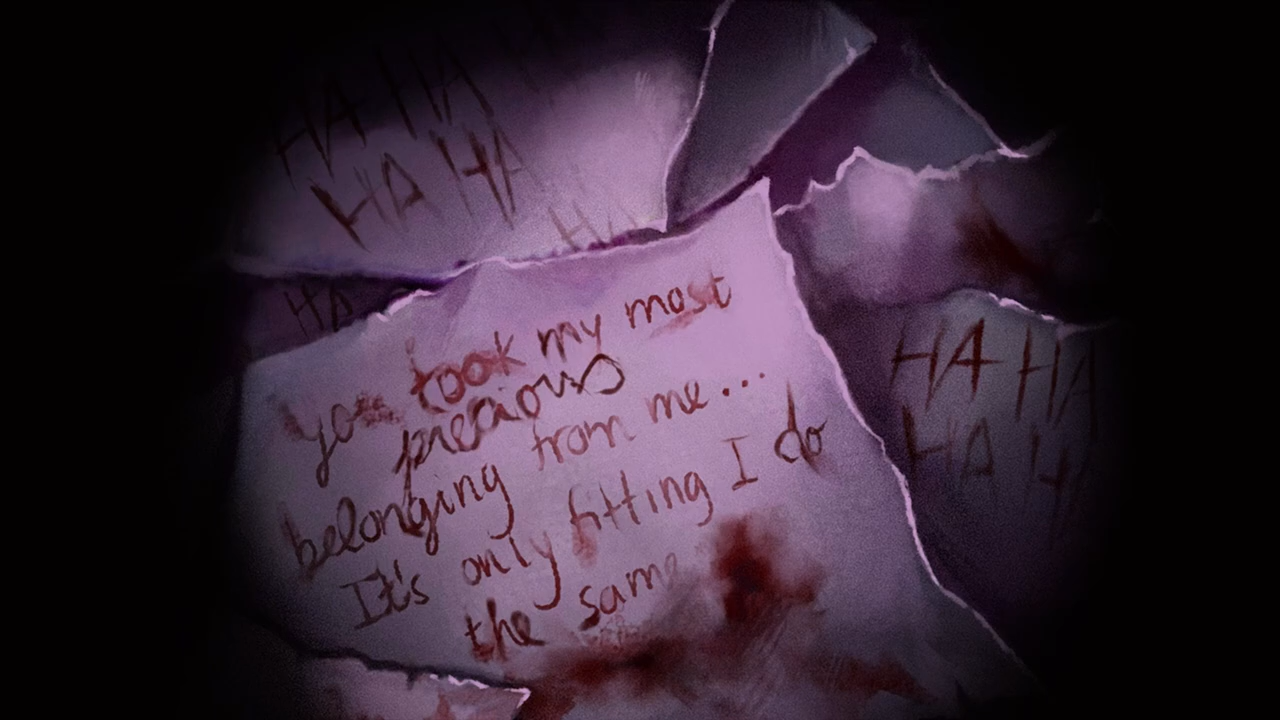 HA HA
HA HA
HA
HA
you took my most
precious
belonging from me...
It's only fitting I do
the same
HA HA
HA HA